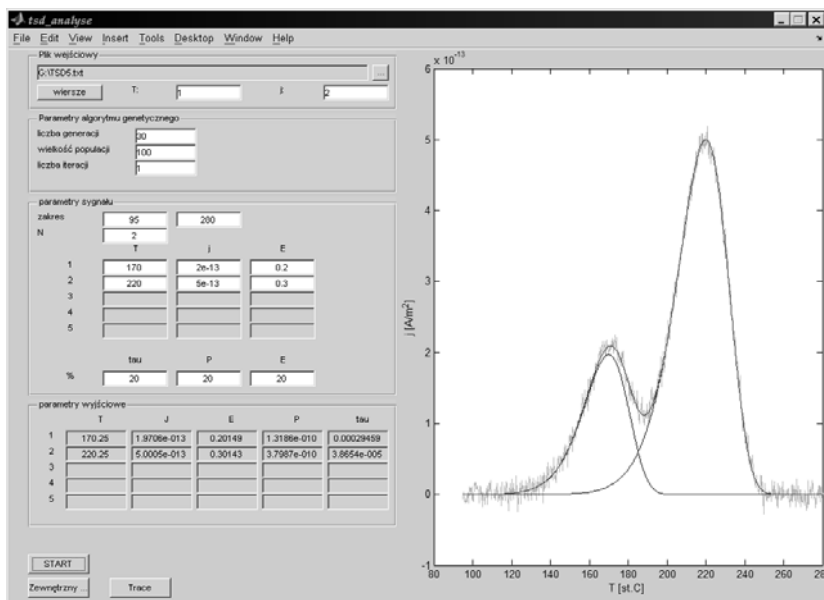 tsd_analyse
File Edit View Insert Tools Desktop Window Help
Plik wejściowy
G:\TSD5.txt ...
wiersze T: 1 j: 2
Parametry algorytmu genetycznego
liczba generacji 30
wielkość populacji 100
liczba iteracji 1
parametry sygnału
zakres 95 280
N 2
T j E
1 170 2e-13 0.2
2 220 5e-13 0.3
3
4
5
tau P E
% 20 20 20
parametry wyjściowe
T J E P tau
1 170.25 1.9706e-013 0.20149 1.3186e-010 0.00029459
2 220.25 5.0005e-013 0.30143 3.7987e-010 3.8654e-005
3
4
5
START
Zewnętrzny ... Trace
x 10⁻¹³
6
5
4
3
2
1
0
-1
j [A/m²]
80 100 120 140 160 180 200 220 240 260 280
T [st.C]